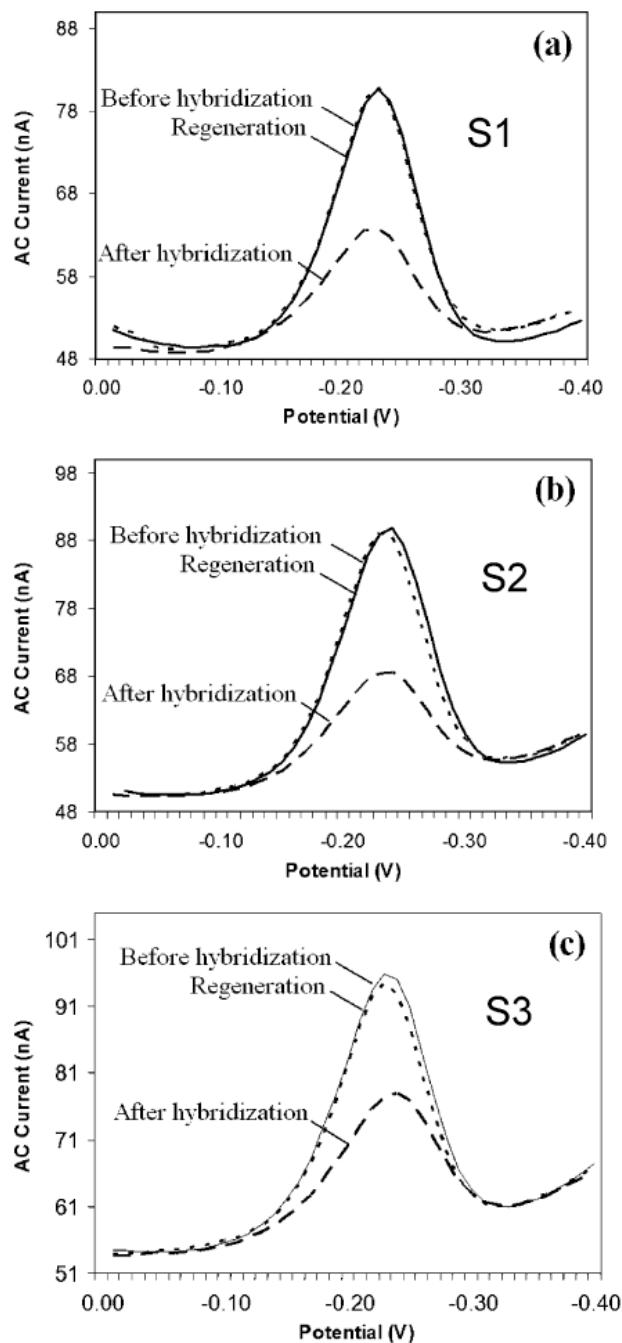 (a)
88
78
68
58
48
AC Current (nA)
Before hybridization
Regeneration
S1
After hybridization
0.00 -0.10 -0.20 -0.30 -0.40
Potential (V)
(b)
98
88
78
68
58
48
AC Current (nA)
Before hybridization
Regeneration
S2
After hybridization
0.00 -0.10 -0.20 -0.30 -0.40
Potential (V)
(c)
101
91
81
71
61
51
AC Current (nA)
Before hybridization
Regeneration
S3
After hybridization
0.00 -0.10 -0.20 -0.30 -0.40
Potential (V)